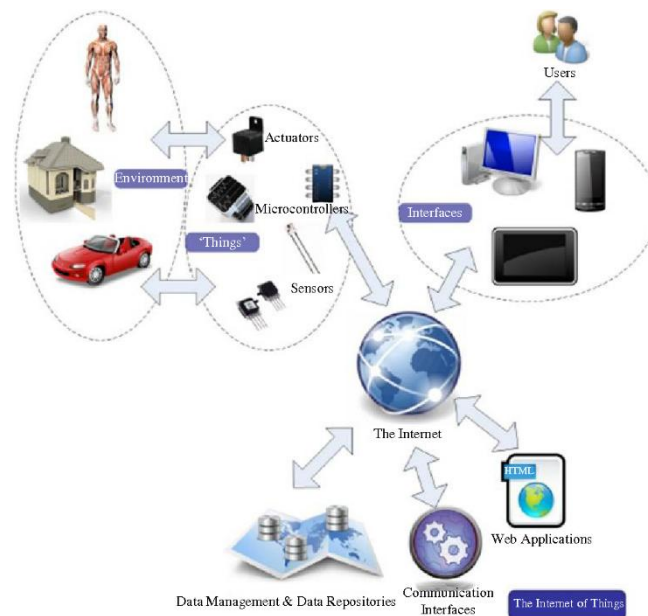 Users
Actuators
Environment
Microcontrollers
Interfaces
'Things'
Sensors
The Internet
HTML
Web Applications
Data Management & Data Repositories
Communication
Interfaces
The Internet of Things